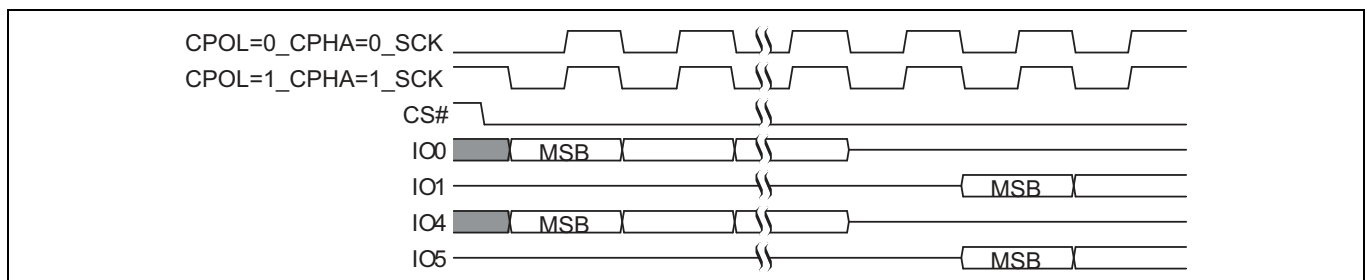 CPOL=0_CPHA=0_SCK
CPOL=1_CPHA=1_SCK
CS#
IO0 MSB
IO1 MSB
IO4 MSB
IO5 MSB